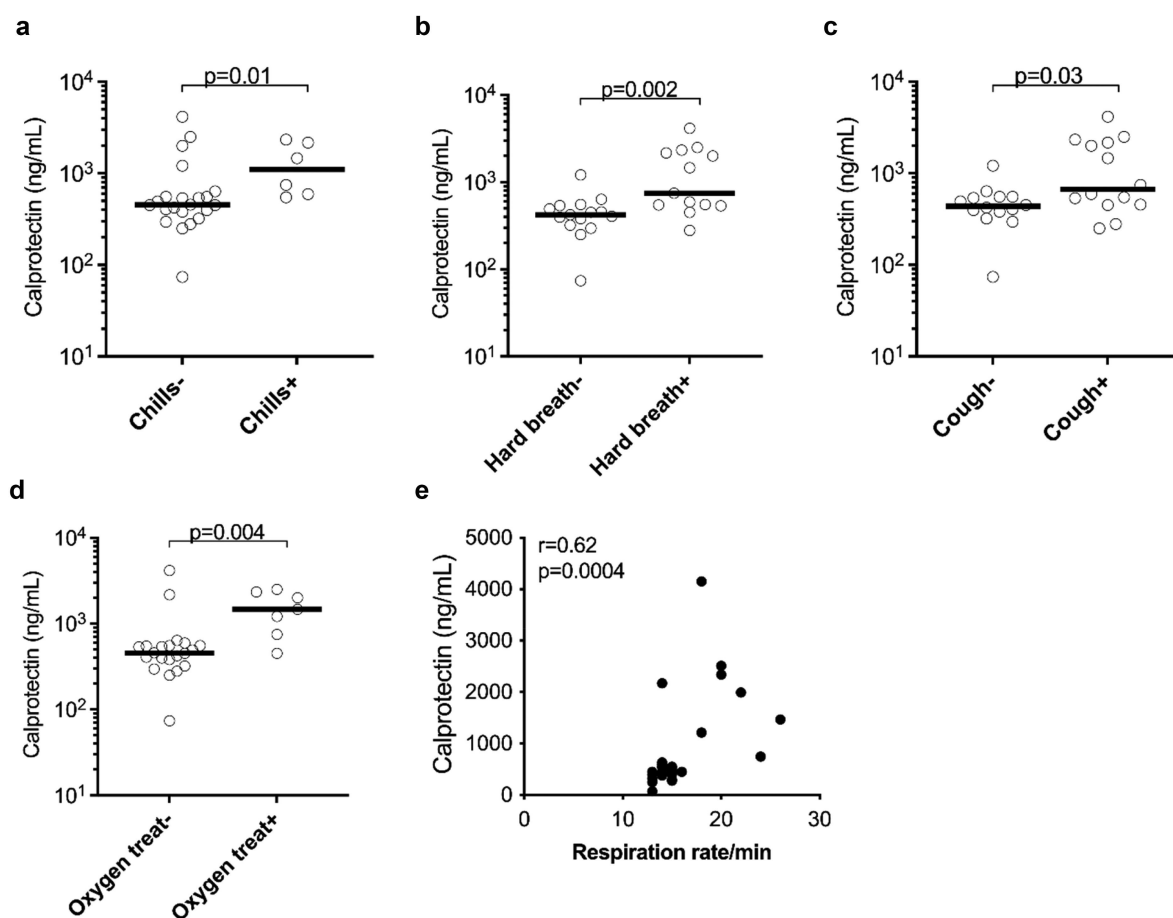 a
p=0.01
Calprotectin (ng/mL)
10⁴
10³
10²
10¹
Chills-
Chills+
b
p=0.002
Calprotectin (ng/mL)
10⁴
10³
10²
10¹
Hard breath-
Hard breath+
c
p=0.03
Calprotectin (ng/mL)
10⁴
10³
10²
10¹
Cough-
Cough+
d
p=0.004
Calprotectin (ng/mL)
10⁴
10³
10²
10¹
Oxygen treat-
Oxygen treat+
e
r=0.62
p=0.0004
Calprotectin (ng/mL)
5000
4000
3000
2000
1000
0
0 10 20 30
Respiration rate/min